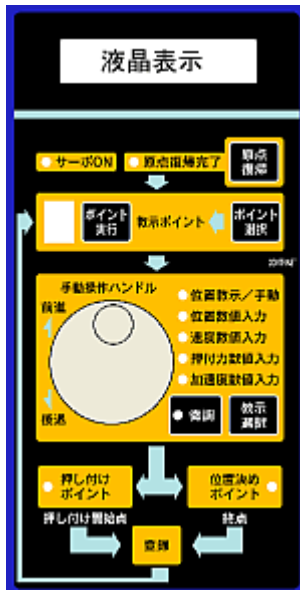 液晶表示
サーボON
原点復帰完了
原点
復帰
ポイント
実行
教示ポイント
ポイント
選択
手動操作ハンドル
前進
後退
位置教示／手動
位置数値入力
速度数値入力
押付力数値入力
加速度数値入力
微調
教示
選択
押し付け
ポイント
位置決め
ポイント
押し付け開始点
終点
登録